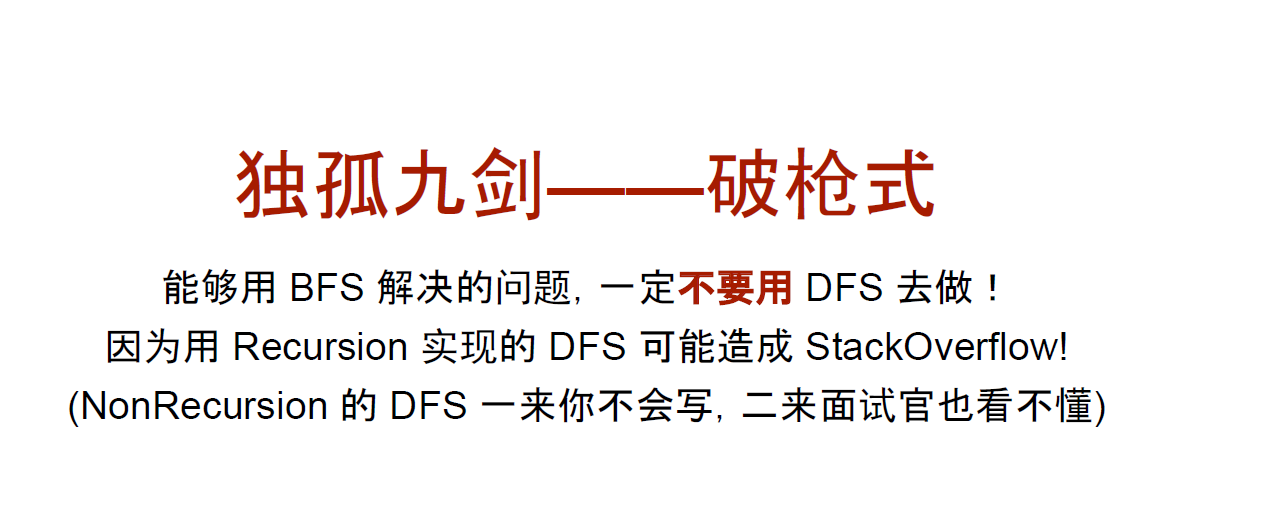 独孤九剑——破枪式
能够用 BFS 解决的问题, 一定不要用 DFS 去做！
因为用 Recursion 实现的 DFS 可能造成 StackOverflow!
(NonRecursion 的 DFS 一来你不会写, 二来面试官也看不懂)